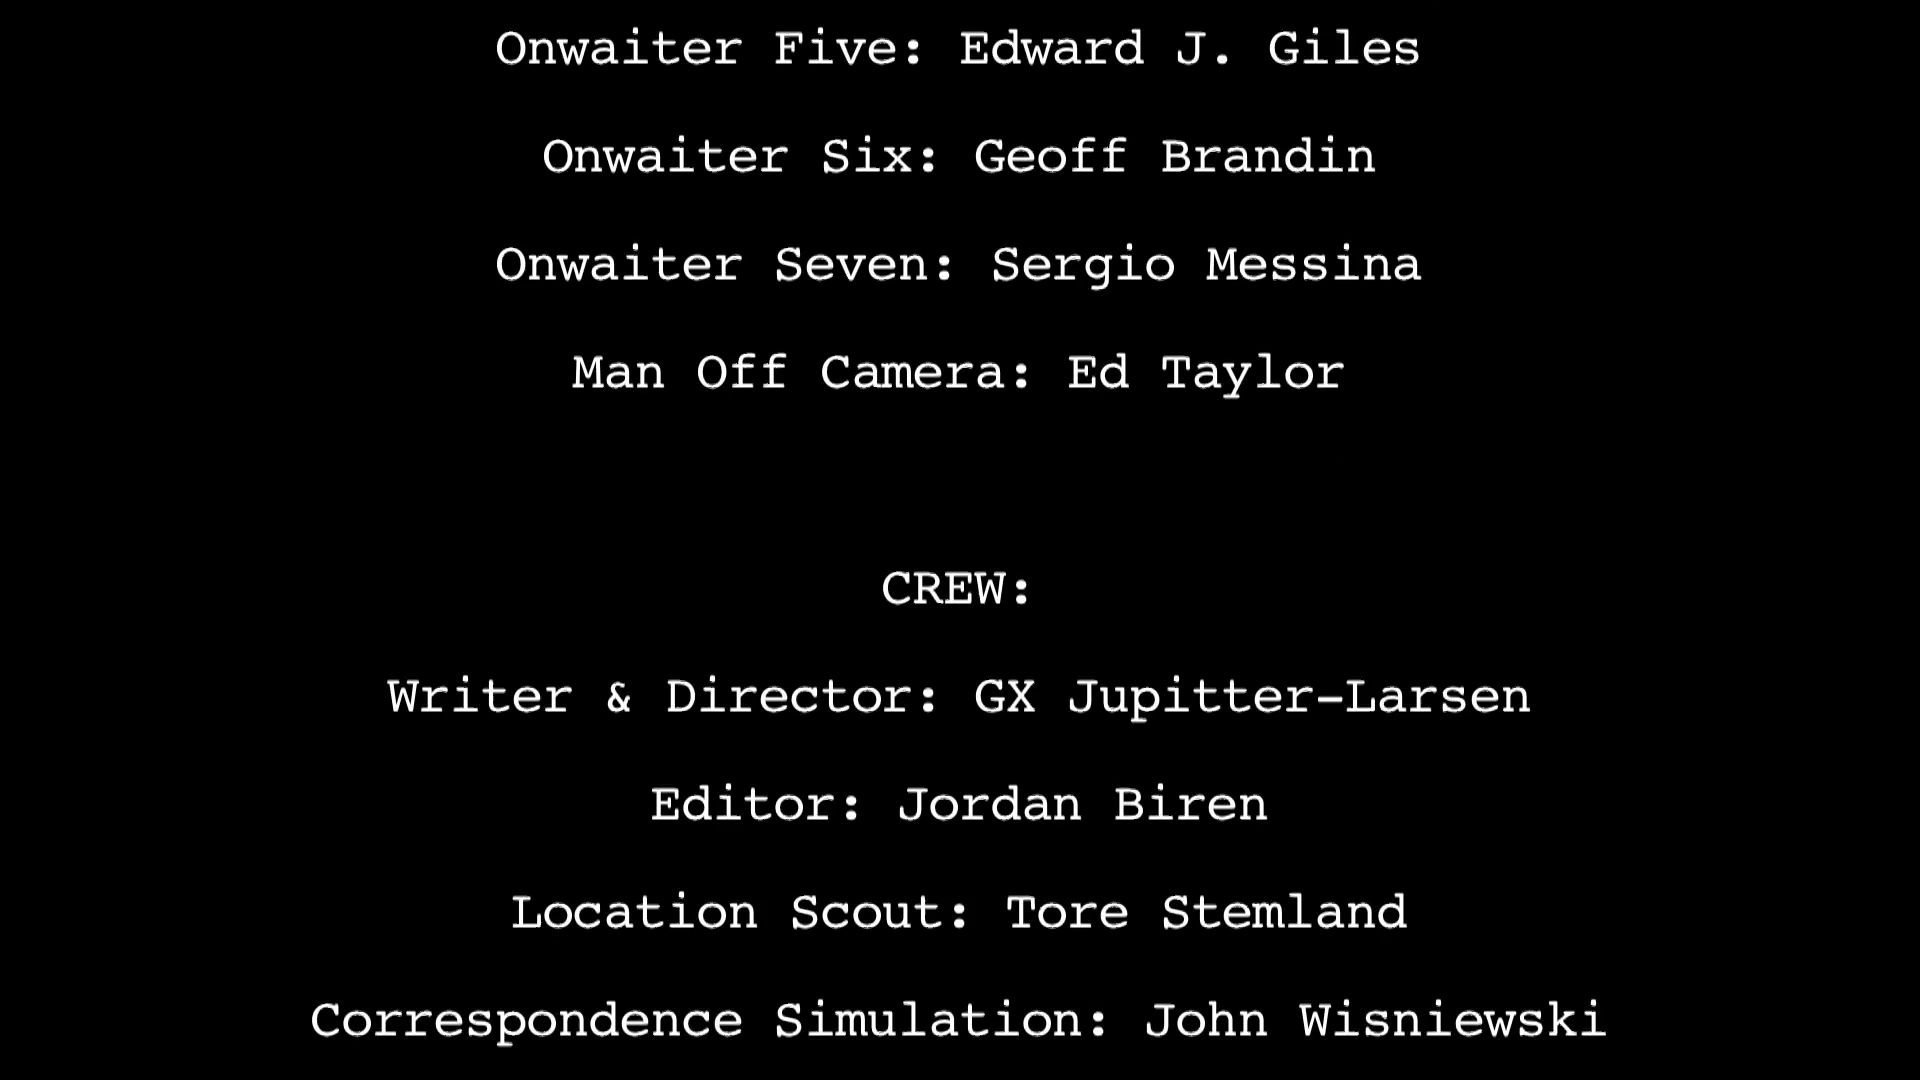 Onwaiter Five: Edward J. Giles
Onwaiter Six: Geoff Brandin
Onwaiter Seven: Sergio Messina
Man Off Camera: Ed Taylor
CREW:
Writer & Director: GX Jupitter-Larsen
Editor: Jordan Biren
Location Scout: Tore Stemland
Correspondence Simulation: John Wisniewski